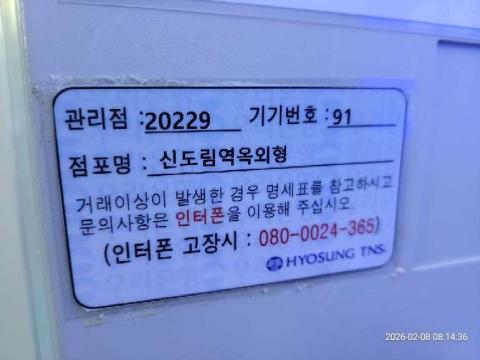 관리점 : 20229 기기번호 : 91
점포명 : 신도림역옥외형
거래이상이 발생한 경우 명세표를 참고하시고
문의사항은 인터폰을 이용해 주십시오.
(인터폰 고장시 : 080-0024-365)
HYOSUNG TNS.
2026-02-08 08:14:36